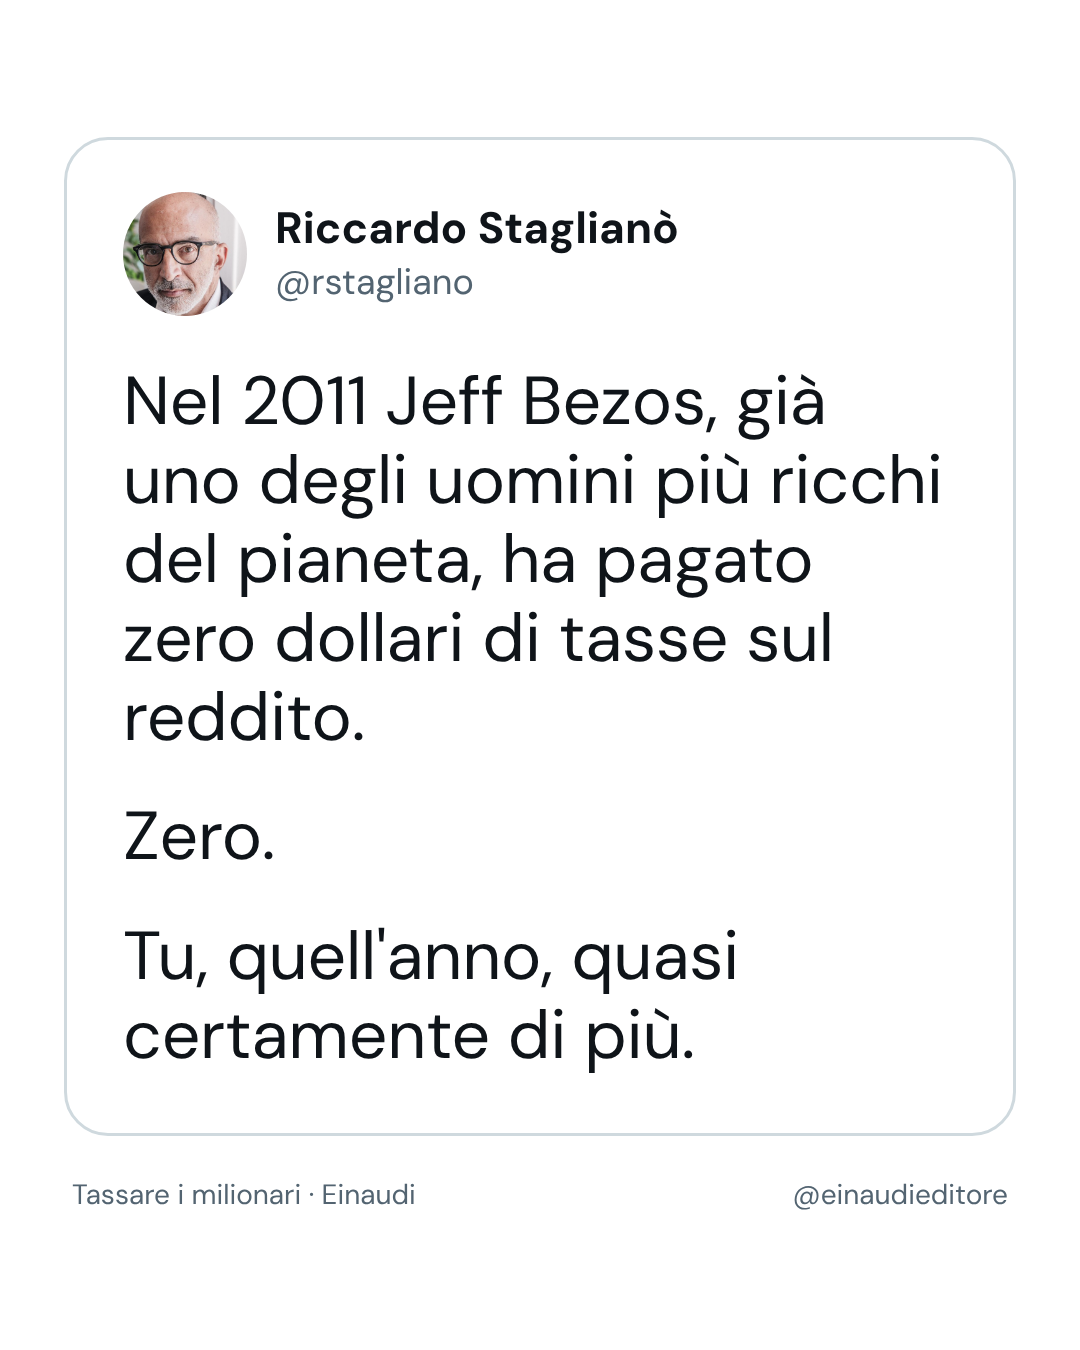 Riccardo Staglianò
@rstagliano
Nel 2011 Jeff Bezos, già
uno degli uomini più ricchi
del pianeta, ha pagato
zero dollari di tasse sul
reddito.
Zero.
Tu, quell'anno, quasi
certamente di più.
Tassare i milionari · Einaudi
@einaudieditore